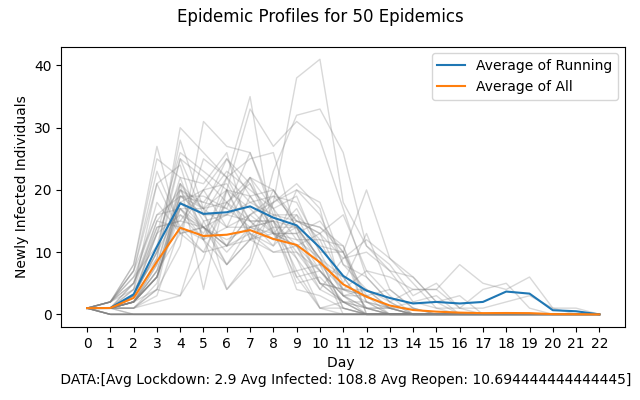 Epidemic Profiles for 50 Epidemics
Average of Running
Average of All
Newly Infected Individuals
40
30
20
10
0
0 1 2 3 4 5 6 7 8 9 10 11 12 13 14 15 16 17 18 19 20 21 22
Day
DATA:[Avg Lockdown: 2.9 Avg Infected: 108.8 Avg Reopen: 10.694444444444445]